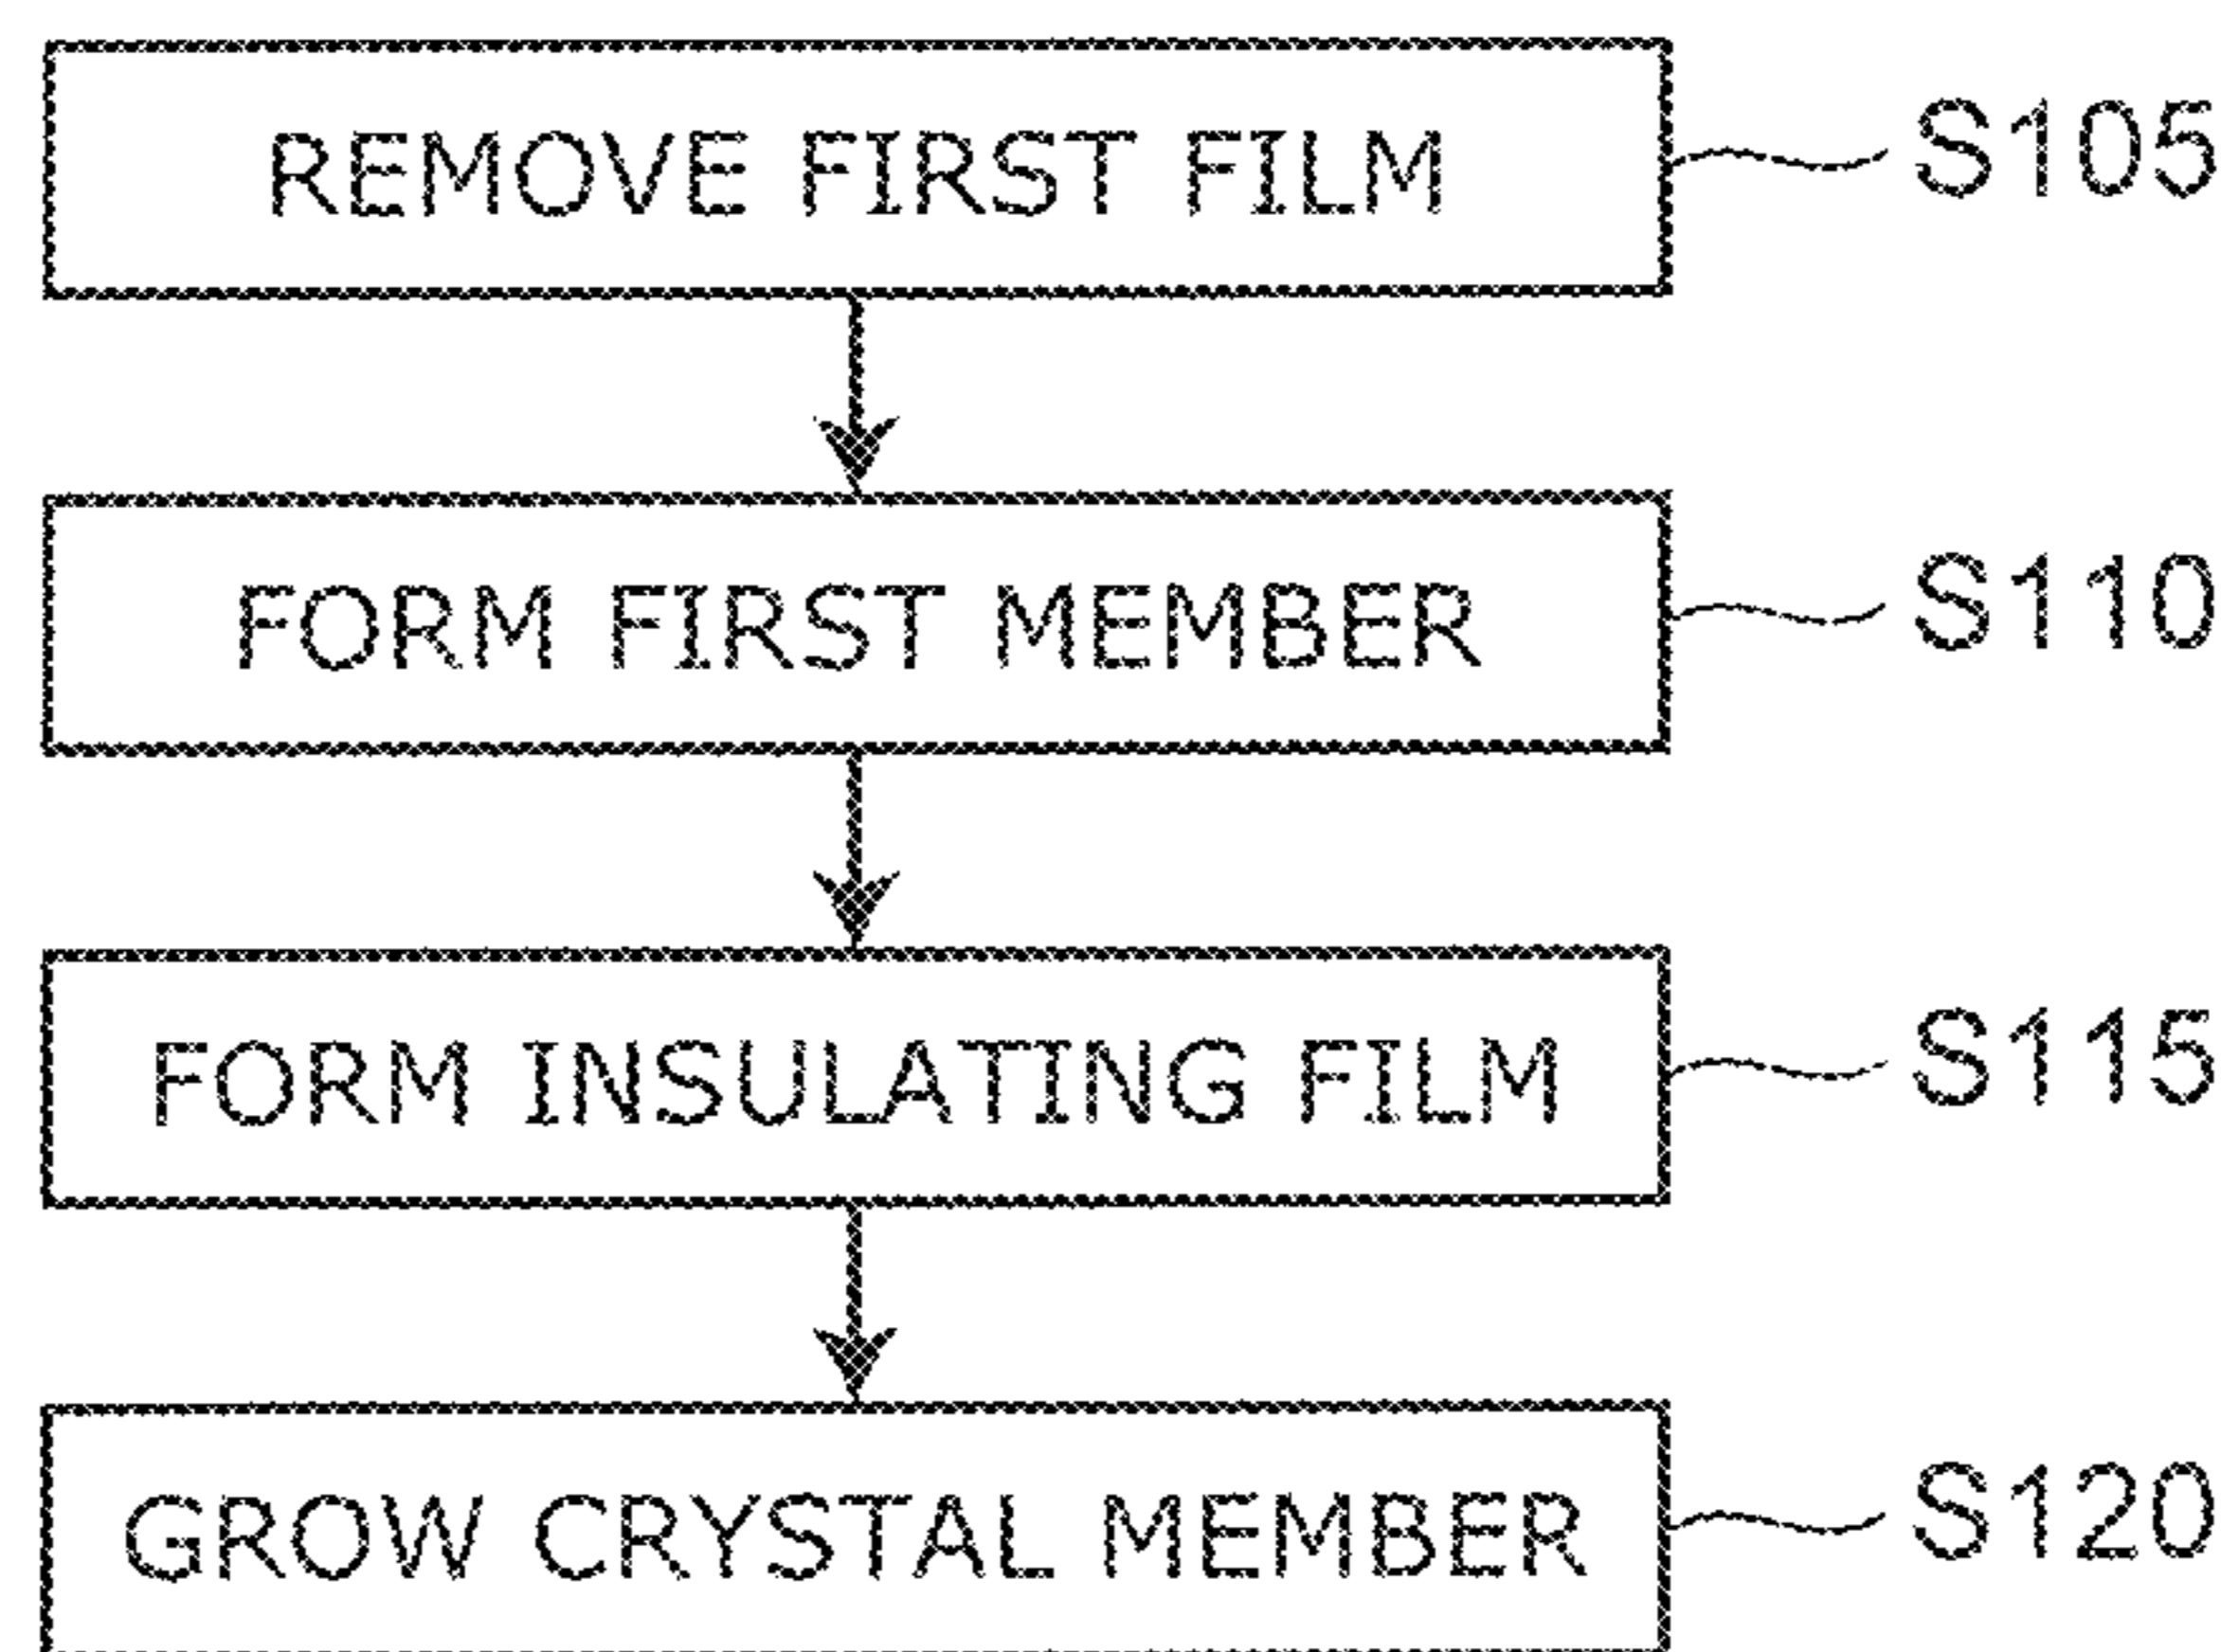 REMOVE FIRST FILM S105
FORM FIRST MEMBER S110
FORM INSULATING FILM S115
GROW CRYSTAL MEMBER S120